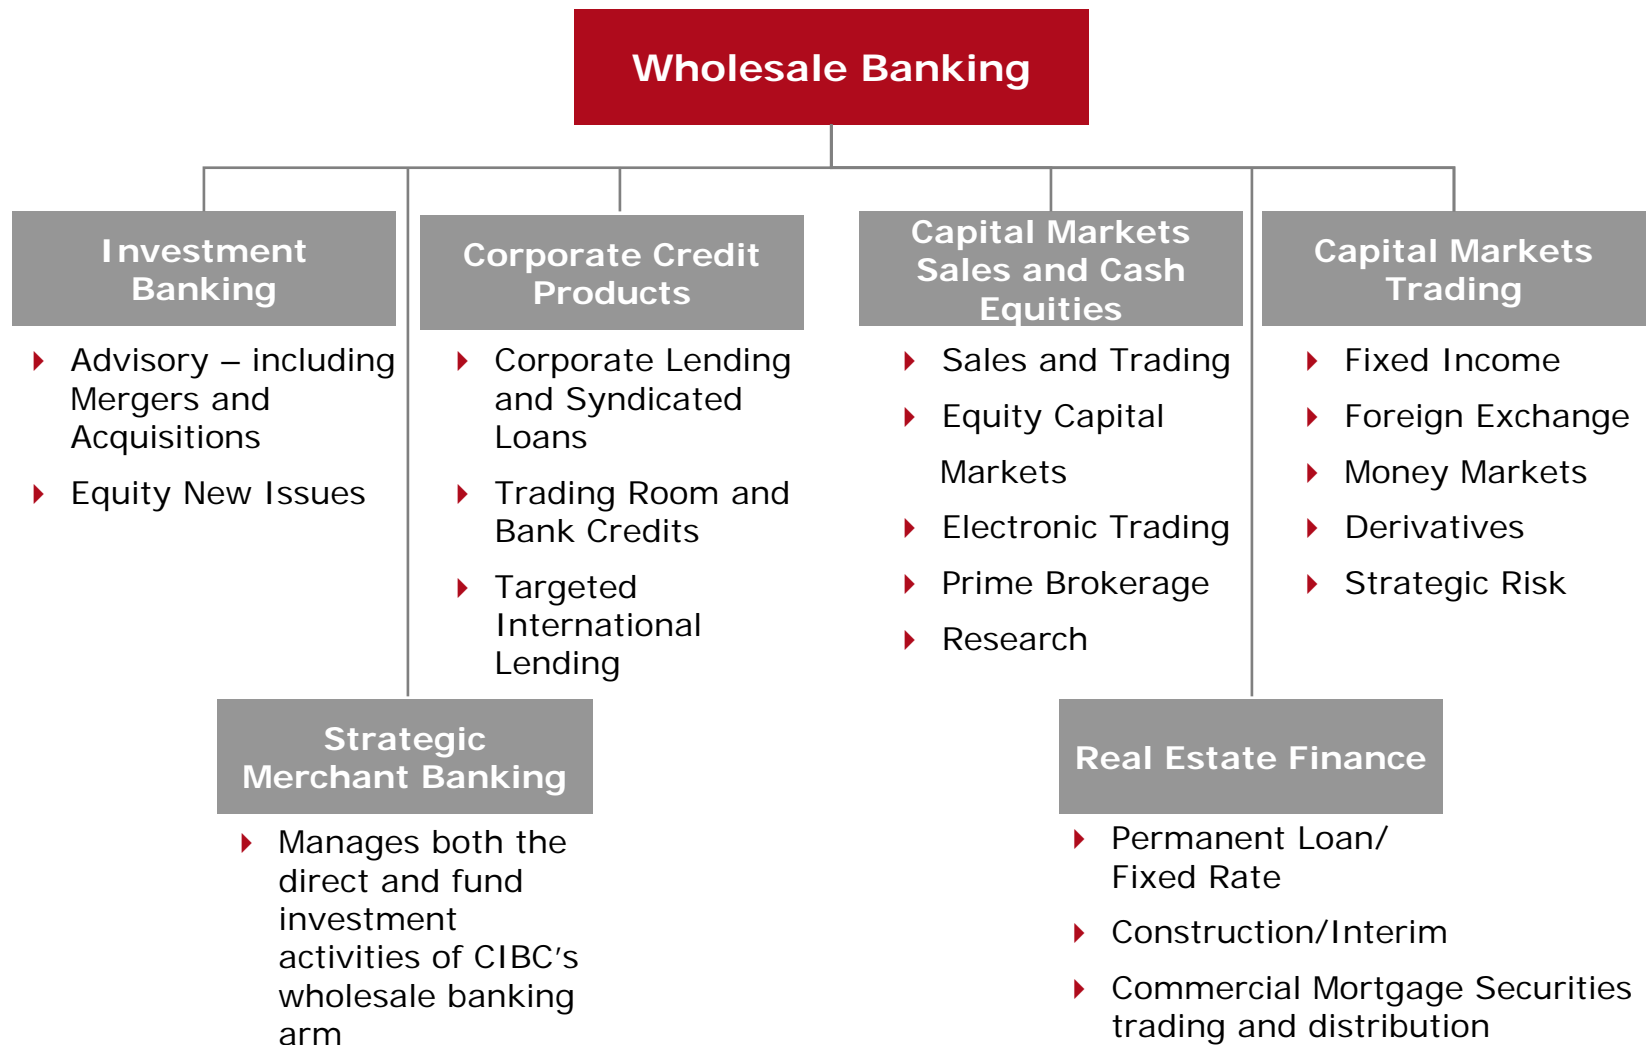 Wholesale Banking
Investment
Banking
Advisory – including
Mergers and
Acquisitions
Equity New Issues
Corporate Credit
Products
Corporate Lending
and Syndicated
Loans
Trading Room and
Bank Credits
Targeted
International
Lending
Capital Markets
Sales and Cash
Equities
Sales and Trading
Equity Capital
Markets
Electronic Trading
Prime Brokerage
Research
Capital Markets
Trading
Fixed Income
Foreign Exchange
Money Markets
Derivatives
Strategic Risk
Strategic
Merchant Banking
Manages both the
direct and fund
investment
activities of CIBC’s
wholesale banking
arm
Real Estate Finance
Permanent Loan/
Fixed Rate
Construction/Interim
Commercial Mortgage Securities
trading and distribution